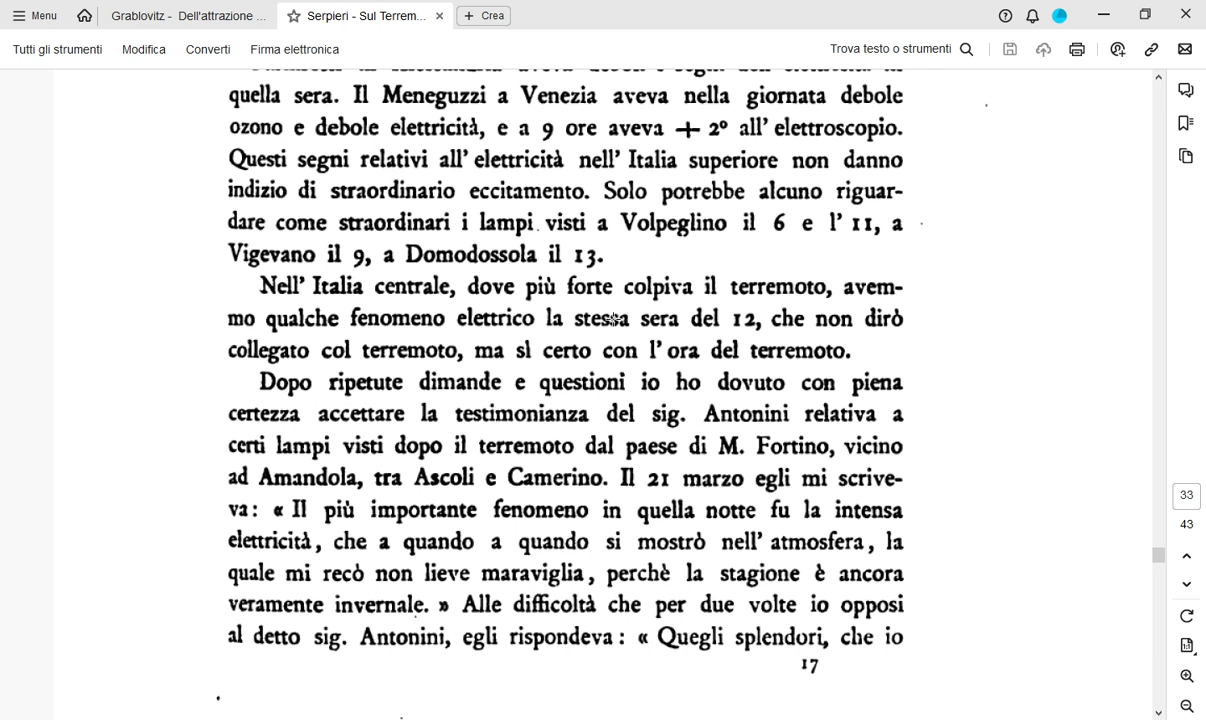 Menu
Grablovitz - Dell'attrazione ...
Serpieri - Sul Terrem...
Crea
Tutti gli strumenti
Modifica
Converti
Firma elettronica
Trova testo o strumenti
quella sera. Il Meneguzzi a Venezia aveva nella giornata debole
ozono e debole elettricità, e a 9 ore aveva + 2° all' elettroscopio.
Questi segni relativi all' elettricità nell' Italia superiore non danno
indizio di straordinario eccitamento. Solo potrebbe alcuno riguar-
dare come straordinari i lampi visti a Volpeglino il 6 e l' 11, a
Vigevano il 9, a Domodossola il 13.
Nell' Italia centrale, dove più forte colpiva il terremoto, avem-
mo qualche fenomeno elettrico la stessa sera del 12, che non dirò
collegato col terremoto, ma sì certo con l' ora del terremoto.
Dopo ripetute dimande e questioni io ho dovuto con piena
certezza accettare la testimonianza del sig. Antonini relativa a
certi lampi visti dopo il terremoto dal paese di M. Fortino, vicino
ad Amandola, tra Ascoli e Camerino. Il 21 marzo egli mi scrive-
va: « Il più importante fenomeno in quella notte fu la intensa
elettricità, che a quando a quando si mostrò nell' atmosfera, la
quale mi recò non lieve maraviglia, perchè la stagione è ancora
veramente invernale. » Alle difficoltà che per due volte io opposi
al detto sig. Antonini, egli rispondeva: « Quegli splendori, che io
17
33
43